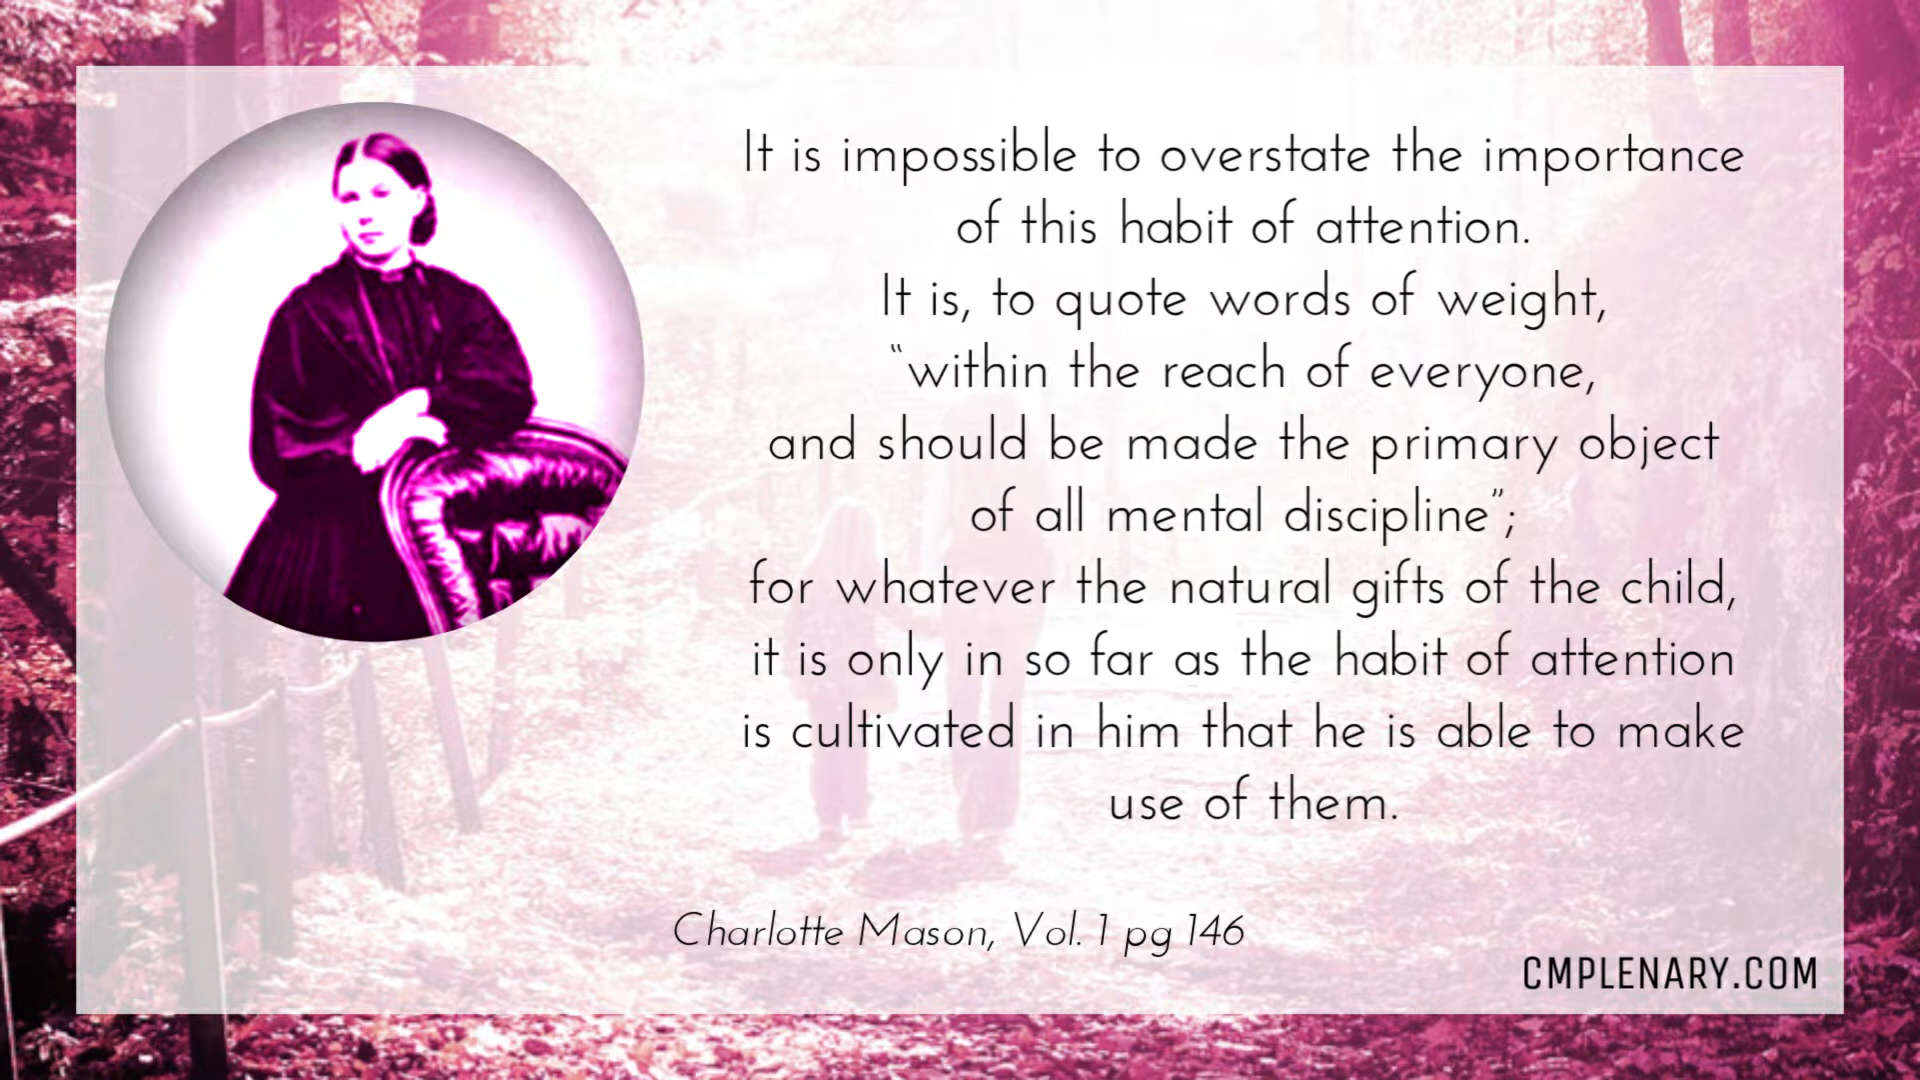 It is impossible to overstate the importance
of this habit of attention.
It is, to quote words of weight,
“within the reach of everyone,
and should be made the primary object
of all mental discipline”;
for whatever the natural gifts of the child,
it is only in so far as the habit of attention
is cultivated in him that he is able to make
use of them.
Charlotte Mason, Vol. 1 pg 146
CMPLENARY.COM